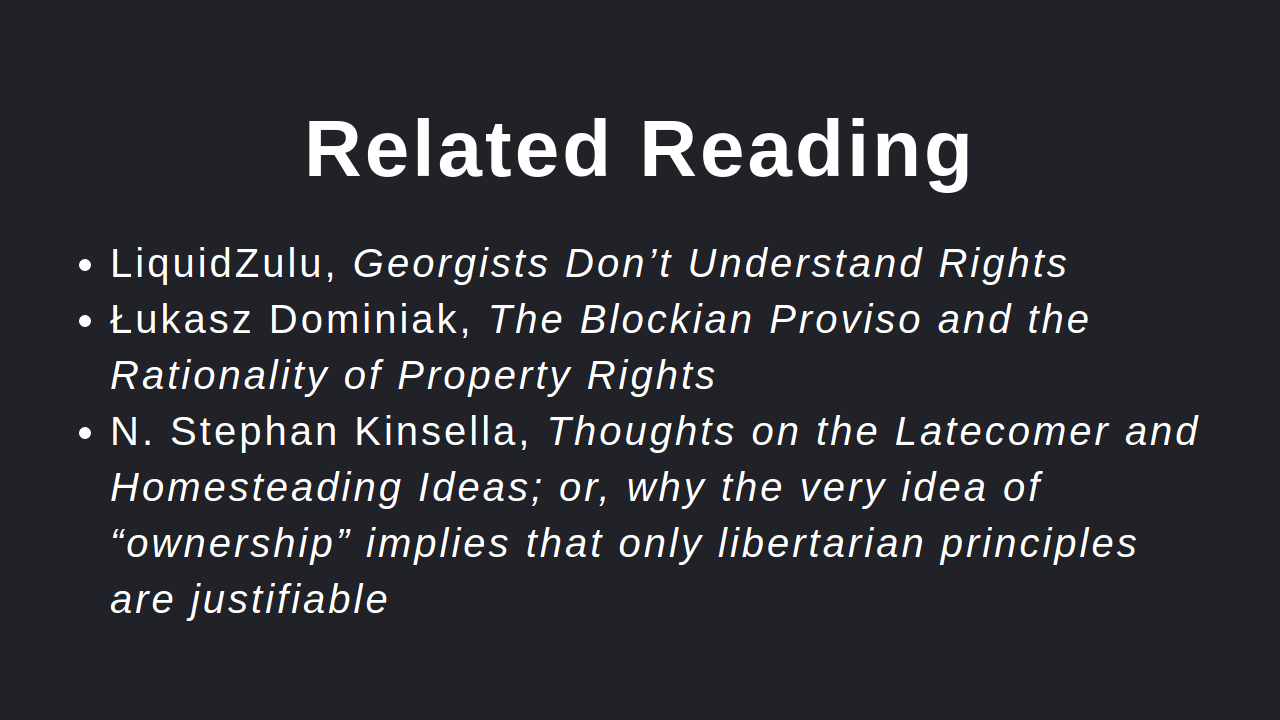 Related Reading
• LiquidZulu, Georgists Don’t Understand Rights
• Łukasz Dominiak, The Blockian Proviso and the
Rationality of Property Rights
• N. Stephan Kinsella, Thoughts on the Latecomer and
Homesteading Ideas; or, why the very idea of
“ownership” implies that only libertarian principles
are justifiable